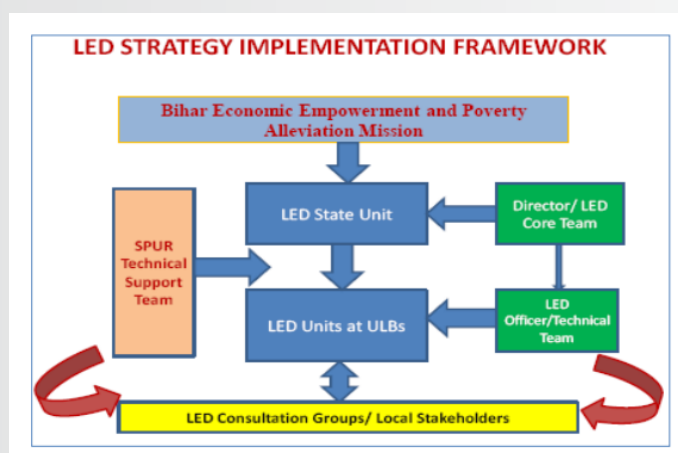 LED STRATEGY IMPLEMENTATION FRAMEWORK
Bihar Economic Empowerment and Poverty
Alleviation Mission
LED State Unit
Director/ LED
Core Team
SPUR
Technical
Support
Team
LED Units at ULBs
LED
Officer/Technical
Team
LED Consultation Groups/ Local Stakeholders